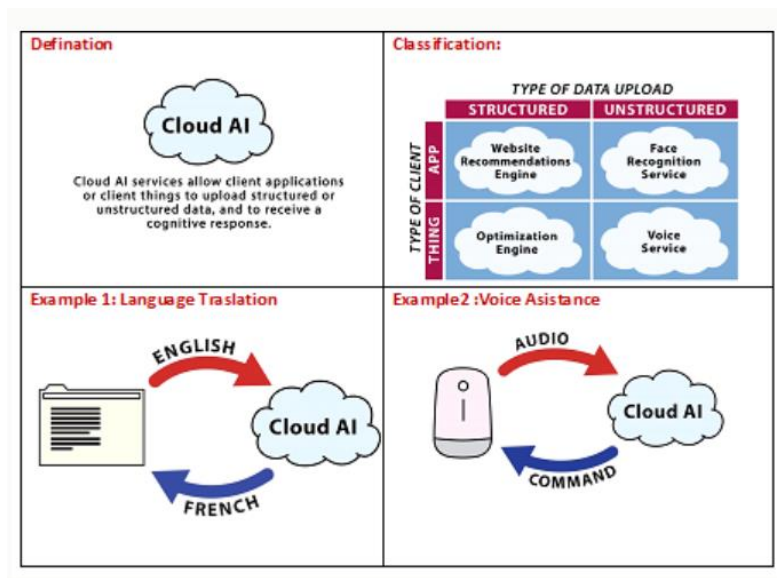 Defination
Cloud AI
Cloud AI services allow client applications
or client things to upload structured or
unstructured data, and to receive a
cognitive response.
Classification:
TYPE OF DATA UPLOAD
STRUCTURED UNSTRUCTURED
TYPE OF CLIENT
APP
Website
Recommendations
Engine
Face
Recognition
Service
THING
Optimization
Engine
Voice
Service
Example 1: Language Traslation
ENGLISH
Cloud AI
FRENCH
Example2 :Voice Asistance
AUDIO
Cloud AI
COMMAND